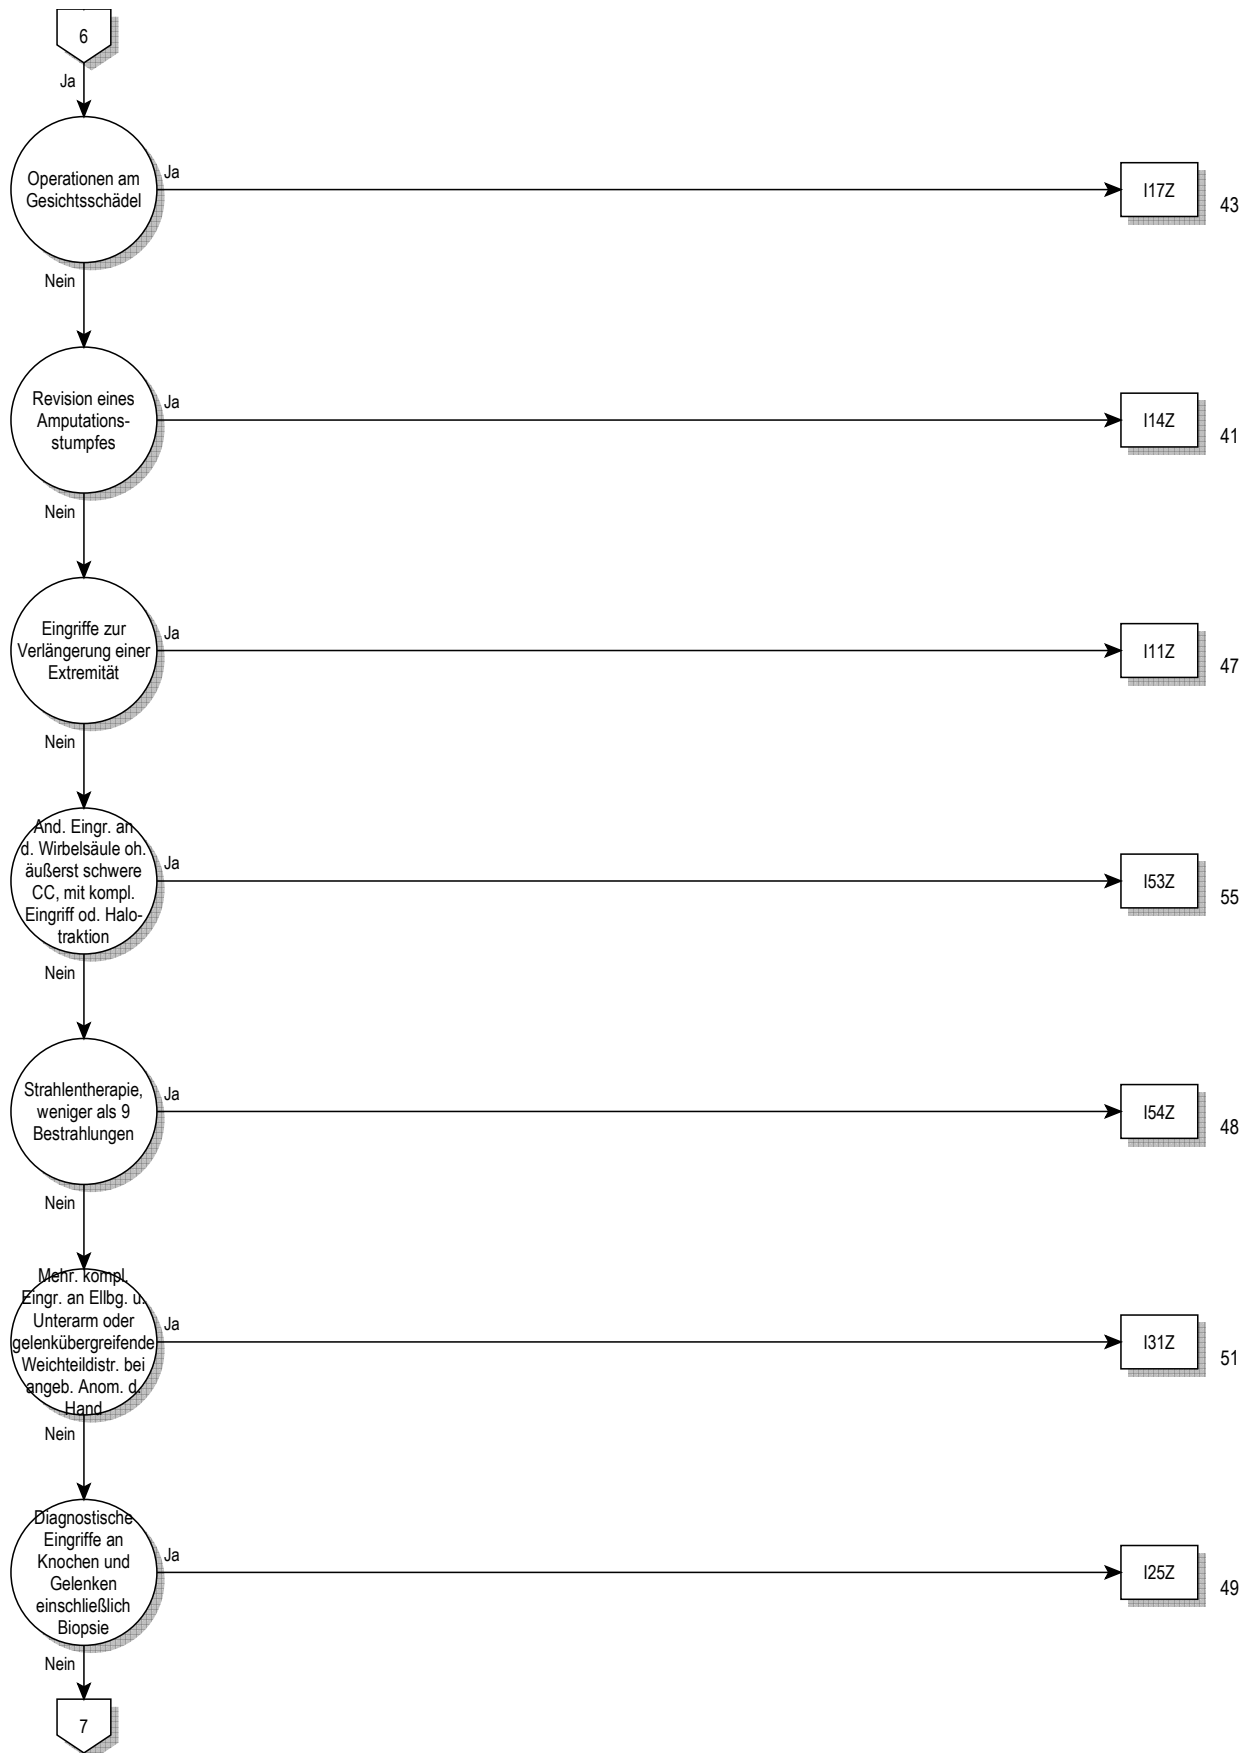 6
Ja
Operationen am
Gesichtsschädel
Ja
I17Z
43
Nein
Revision eines
Amputations-
stumpfes
Ja
I14Z
41
Nein
Eingriffe zur
Verlängerung einer
Extremität
Ja
I11Z
47
Nein
And. Eingr. an
d. Wirbelsäule oh.
äußerst schwere
CC, mit kompl.
Eingriff od. Halo-
traktion
Ja
I53Z
55
Nein
Strahlentherapie,
weniger als 9
Bestrahlungen
Ja
I54Z
48
Nein
Mehr. kompl.
Eingr. an Ellbg. u.
Unterarm oder
gelenkübergreifende
Weichteildistr. bei
angeb. Anom. d.
Hand
Ja
I31Z
51
Nein
Diagnostische
Eingriffe an
Knochen und
Gelenken
einschließlich
Biopsie
Ja
I25Z
49
Nein
7